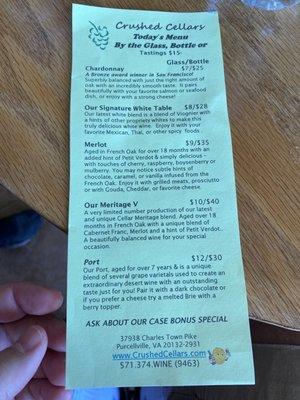 Crushed Cellars
Today's Menu
By the Glass, Bottle or
Tastings $15
Glass/Bottle
Chardonnay $7/$25
A Bronze award winner in San Francisco!
Superbly balanced with just the right amount of
oak with an incredibly smooth taste. It pairs
beautifully with your favorite salmon or seafood
dish, or enjoy with a strong cheese!
Our Signature White Table $8/$28
Our latest white blend is a blend of Viognier with
a hints of other propriety whites to make this
truly delicious white wine. Enjoy it with your
favorite Mexican, Thai, or other spicy foods
Merlot $9/$35
Aged in French Oak for over 18 months with an
added hint of Petit Verdot & simply delicious -
with touches of cherry, raspberry, boysenberry or
mulberry. You may notice subtle hints of
chocolate, caramel, or vanilla infused from the
French Oak. Enjoy it with grilled meats, prosciutto
or with Gouda, Cheddar, or favorite cheese.
Our Meritage V $10/$40
A very limited number production of our latest
and unique Cellar Meritage blend. Aged over 18
months in French Oak with a unique blend of
Cabernet Franc, Merlot and a hint of Petit Verdot..
A beautifully balanced wine for your special
occasion.
Port $12/$30
Our Port, aged for over 7 years & is a unique
blend of several grape varietals used to create an
extraordinary desert wine with an outstanding
taste just for you! Pair it with a dark chocolate or
if you prefer a cheese try a melted Brie with a
berry topper.
ASK ABOUT OUR CASE BONUS SPECIAL
37938 Charles Town Pike
Purcellville, VA 20132-2931
www.CrushedCellars.com
571.374.WINE (9463)